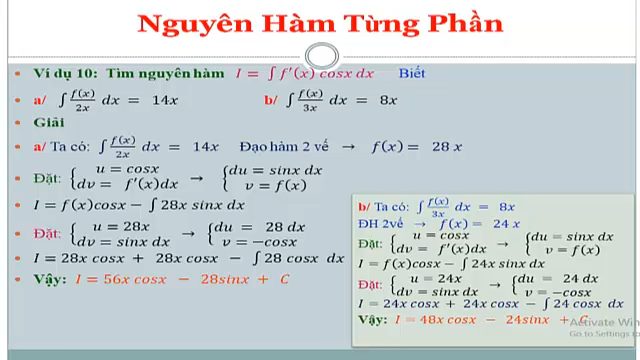 Nguyên Hàm Từng Phần
Ví dụ 10: Tìm nguyên hàm I = ∫ f′(x) cosx dx Biết
a/ ∫ f(x)/2x dx = 14x b/ ∫ f(x)/3x dx = 8x
Giải
a/ Ta có: ∫ f(x)/2x dx = 14x Đạo hàm 2 vế → f(x) = 28 x
Đặt: { u = cosx dv = f′(x)dx → { du = sinx dx v = f(x)
I = f(x)cosx − ∫ 28x sinx dx
Đặt: { u = 28x dv = sinx dx → { du = 28 dx v = −cosx
I = 28x cosx + 28x cosx − ∫ 28 cosx dx
Vậy: I = 56x cosx − 28sinx + C
b/ Ta có: ∫ f(x)/3x dx = 8x
ĐH 2vế → f(x) = 24 x
Đặt: { u = cosx dv = f′(x)dx → { du = sinx dx v = f(x)
I = f(x)cosx − ∫ 24x sinx dx
Đặt: { u = 24x dv = sinx dx → { du = 24 dx v = −cosx
I = 24x cosx + 24x cosx − ∫ 24 cosx dx
Vậy: I = 48x cosx − 24sinx + C
Activate Win
Go to Settings to